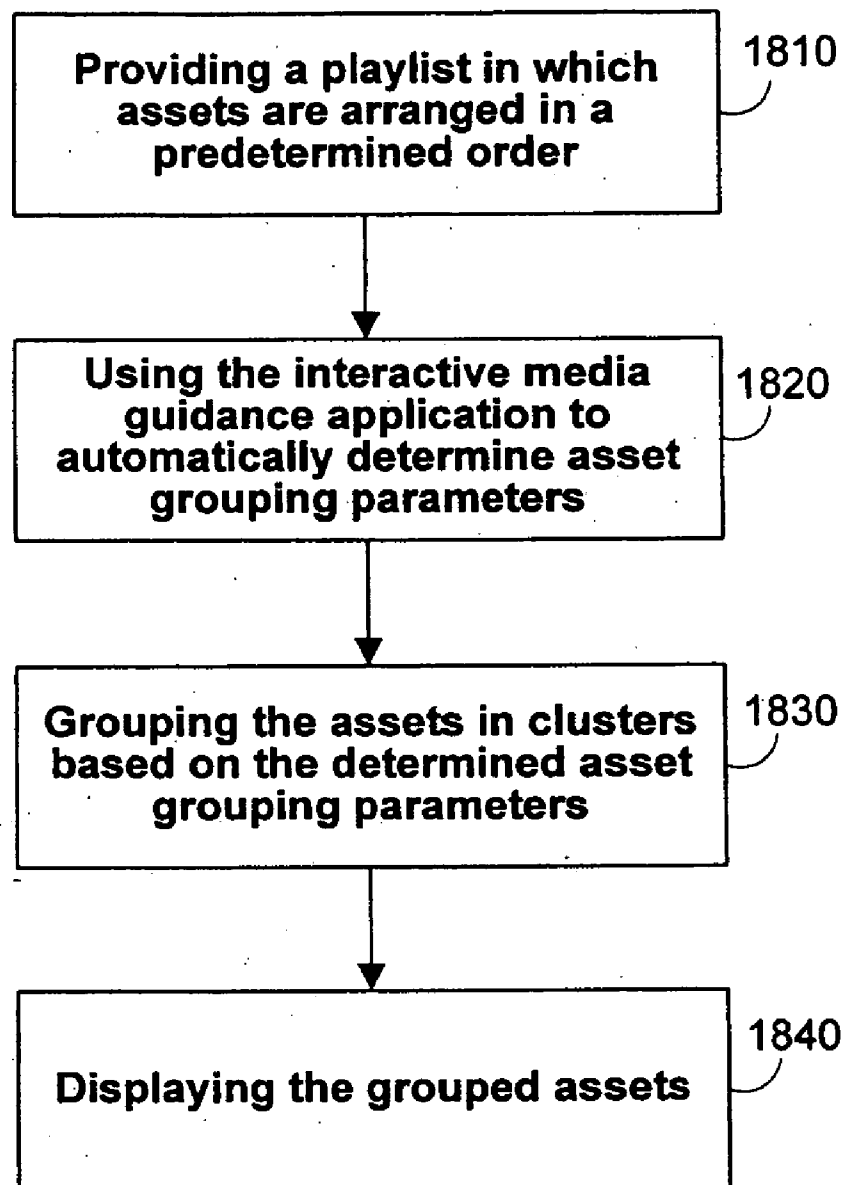 Providing a playlist in which
assets are arranged in a
predetermined order
1810
Using the interactive media
guidance application to
automatically determine asset
grouping parameters
1820
Grouping the assets in clusters
based on the determined asset
grouping parameters
1830
Displaying the grouped assets
1840